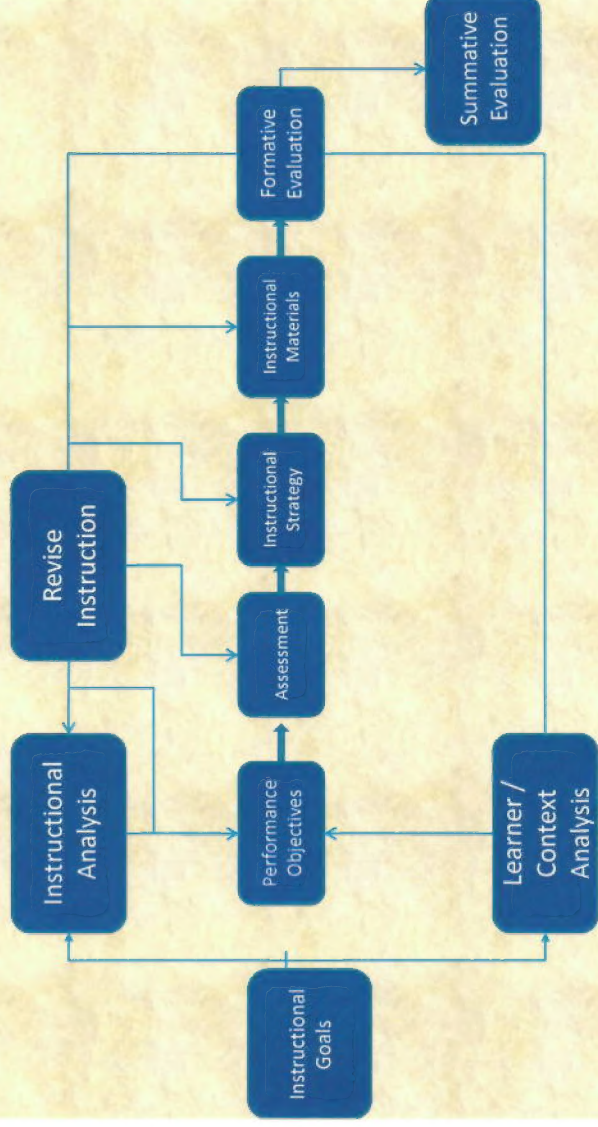 Instructional
Goals
Instructional
Analysis
Revise
Instruction
Performance
Objectives
Assessment
Instructional
Strategy
Instructional
Materials
Formative
Evaluation
Summative
Evaluation
Learner /
Context
Analysis